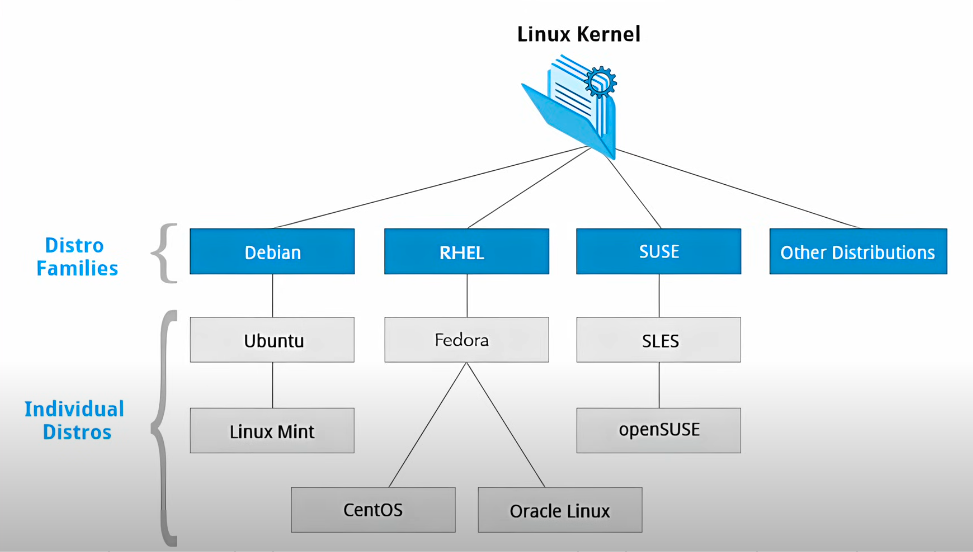 Linux Kernel
Distro
Families
Debian
RHEL
SUSE
Other Distributions
Individual
Distros
Ubuntu
Fedora
SLES
Linux Mint
openSUSE
CentOS
Oracle Linux